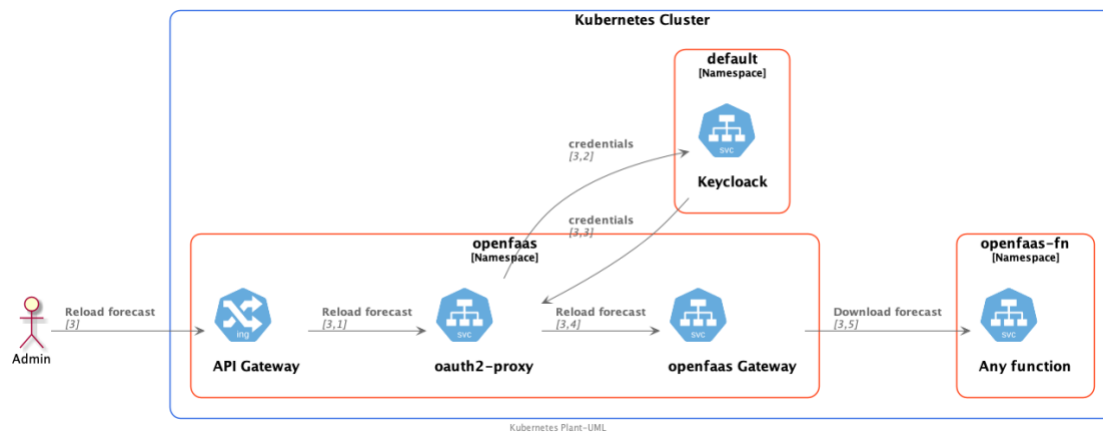 Kubernetes Cluster
default
[Namespace]
svc
Keycloack
credentials
[3,2]
credentials
[3,3]
openfaas
[Namespace]
openfaas-fn
[Namespace]
Admin
Reload forecast
[3]
ing
API Gateway
Reload forecast
[3,1]
svc
oauth2-proxy
Reload forecast
[3,4]
svc
openfaas Gateway
Download forecast
[3,5]
svc
Any function
Kubernetes Plant-UML